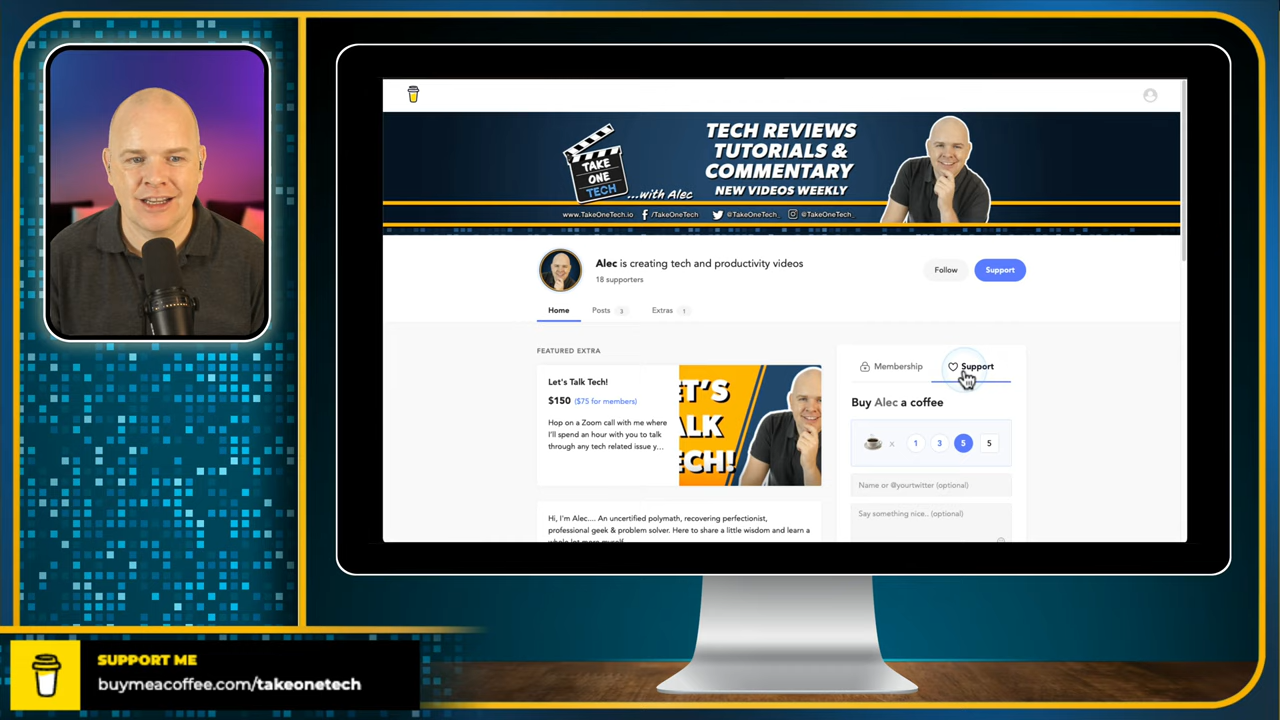 TAKE
ONE
TECH
...with Alec
TECH REVIEWS
TUTORIALS &
COMMENTARY
NEW VIDEOS WEEKLY
www.TakeOneTech.io f /TakeOneTech @TakeOneTech_ @TakeOneTech_
Alec is creating tech and productivity videos
18 supporters
Follow
Support
Home
Posts 3
Extras 1
FEATURED EXTRA
Let's Talk Tech!
$150 ($75 for members)
Hop on a Zoom call with me where
I'll spend an hour with you to talk
through any tech related issue y...
ET'S
ALK
ECH!
Hi, I'm Alec.... An uncertified polymath, recovering perfectionist,
professional geek & problem solver. Here to share a little wisdom and learn a
whole lot more myself
Membership
Support
Buy Alec a coffee
x 1 3 5 5
Name or @yourtwitter (optional)
Say something nice.. (optional)
SUPPORT ME
buymeacoffee.com/takeonetech